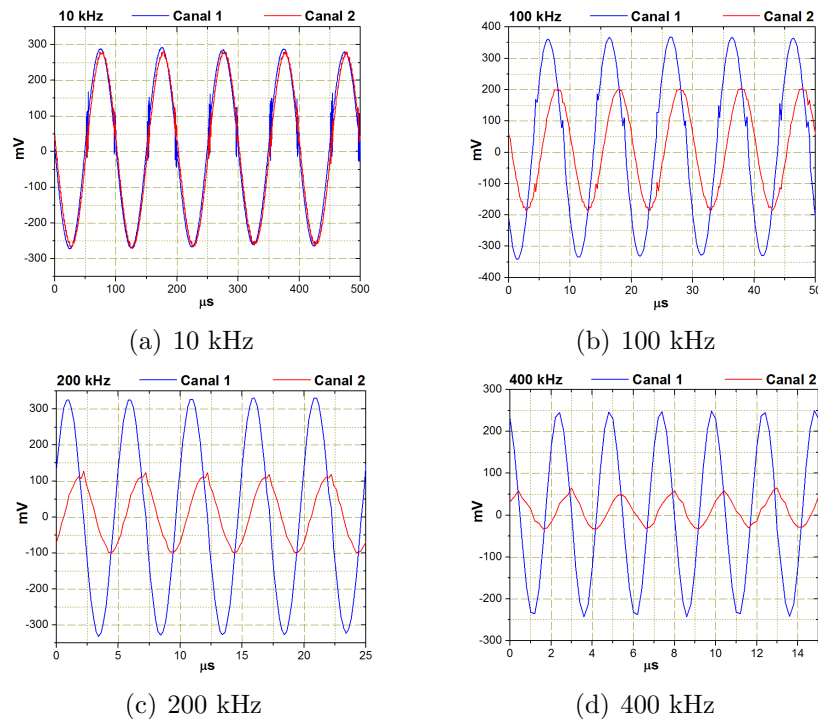 10 kHz Canal 1 Canal 2
300
200
100
0
-100
-200
-300
mV
0 100 200 300 400 500
µs
(a) 10 kHz
100 kHz Canal 1 Canal 2
400
300
200
100
0
-100
-200
-300
-400
mV
0 10 20 30 40 50
µs
(b) 100 kHz
200 kHz Canal 1 Canal 2
300
200
100
0
-100
-200
-300
mV
0 5 10 15 20 25
µs
(c) 200 kHz
400 kHz Canal 1 Canal 2
300
200
100
0
-100
-200
-300
mV
0 2 4 6 8 10 12 14
µs
(d) 400 kHz